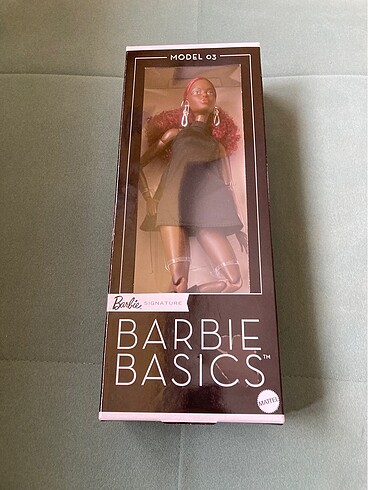 MODEL 03
Barbie SIGNATURE
BARBIE
BASICS™
MATTEL